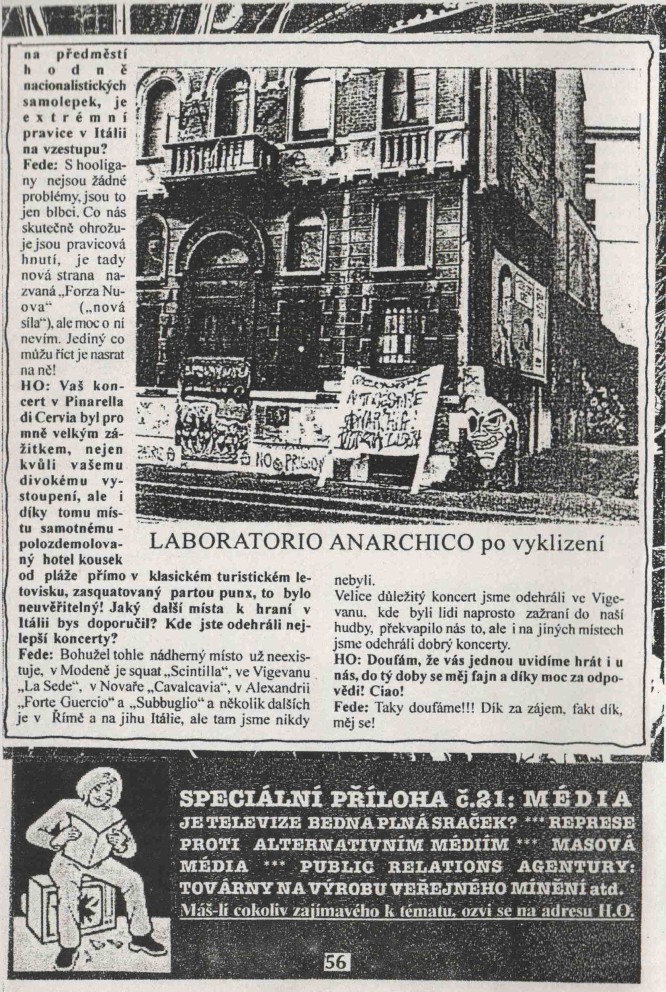 na předměstí
hodně
nacionalistických
samolepek, je
extrémní
pravice v Itálii
na vzestupu?
Fede: S hooliga-
ny nejsou žádné
problémy, jsou to
jen blbci. Co nás
skutečně ohrožu-
je jsou pravicová
hnutí, je tady
nová strana na-
zvaná „Forza Nu-
ova“ („nová
síla“), ale moc o ní
nevím. Jediný co
můžu říct je nasrat
na ně!
HO: Vaš kon-
cert v Pinarella
di Cervia byl pro
mně velkým zá-
žitkem, nejen
kvůli vašemu
divokému vy-
stoupení, ale i
díky tomu mís-
tu samotnému -
polozdemolova-
ný hotel kousek
od pláže přímo v klasickém turistickém le-
tovisku, zasquatovaný partou punx, to bylo
neuvěřitelný! Jaký další místa k hraní v
Itálii bys doporučil? Kde jste odehráli nej-
lepší koncerty?
Fede: Bohužel tohle nádherný místo už neexis-
tuje, v Modeně je squat „Scintilla“, ve Vigevanu
„La Sede“, v Novaře „Cavalcavia“, v Alexandrii
„Forte Guercio“ a „Subbuglio“ a několik dalších
je v Římě a na jihu Itálie, ale tam jsme nikdy
NO PRIGIONI
LABORATORIO ANARCHICO po vyklizení
nebyli.
Velice důležitý koncert jsme odehráli ve Vige-
vanu, kde byli lidi naprosto zažraní do naší
hudby, překvapilo nás to, ale i na jiných místech
jsme odehráli dobrý koncerty.
HO: Doufám, že vás jednou uvidíme hrát i u
nás, do tý doby se měj fajn a díky moc za odpo-
vědi! Ciao!
Fede: Taky doufáme!!! Dík za zájem, fakt dík,
měj se!
SPECIÁLNÍ PŘÍLOHA č.21: MÉDIA
JE TELEVIZE BEDNA PLNÁ SRAČEK? *** REPRESE
PROTI ALTERNATIVNÍM MÉDIÍM *** MASOVÁ
MÉDIA *** PUBLIC RELATIONS AGENTURY:
TOVÁRNY NA VÝROBU VEŘEJNÉHO MÍNĚNÍ atd.
Máš-li cokoliv zajímavého k tématu, ozvi se na adresu H.O.
56